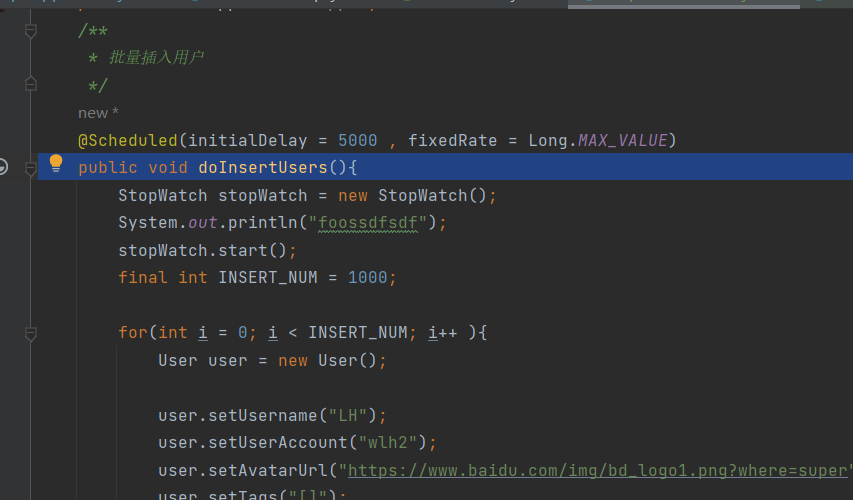 /**
* 批量插入用户
*/
new *
@Scheduled(initialDelay = 5000 , fixedRate = Long.MAX_VALUE)
public void doInsertUsers(){
StopWatch stopWatch = new StopWatch();
System.out.println("foossdfsdf");
stopWatch.start();
final int INSERT_NUM = 1000;
for(int i = 0; i < INSERT_NUM; i++ ){
User user = new User();
user.setUsername("LH");
user.setUserAccount("wlh2");
user.setAvatarUrl("https://www.baidu.com/img/bd_logo1.png?where=super"
user.setTags("[]");